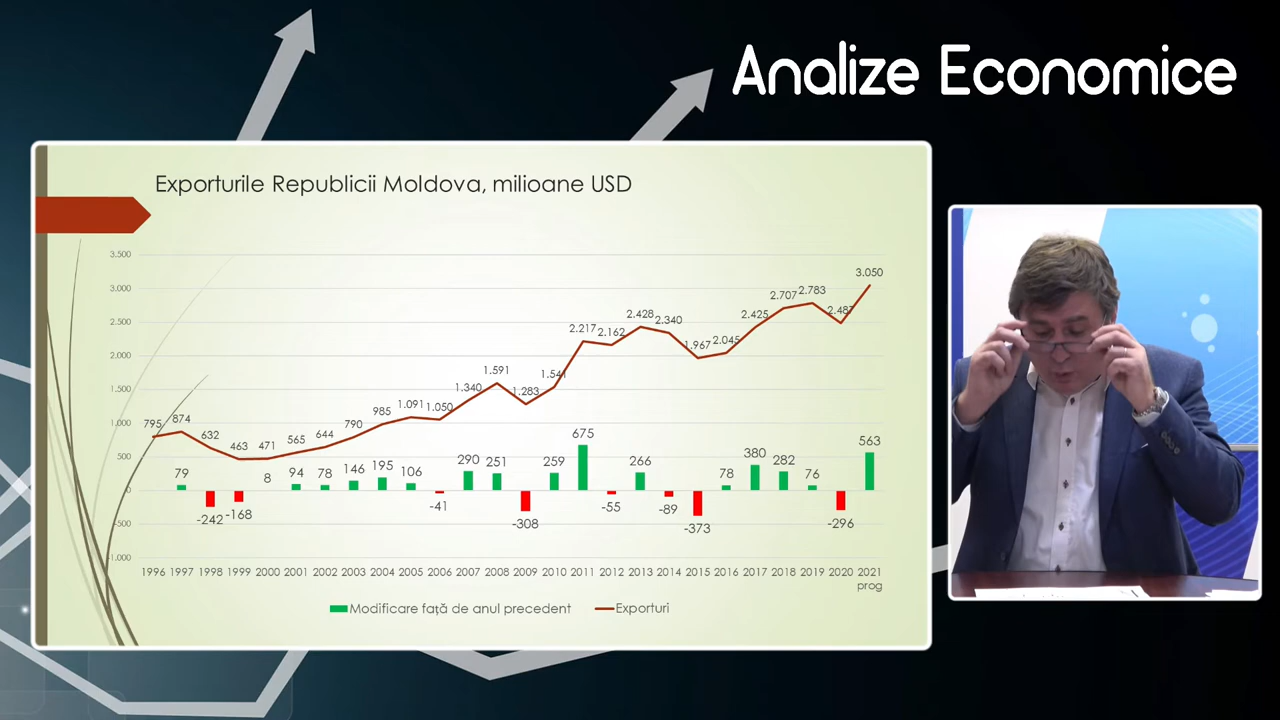 Analize Economice
Exporturile Republicii Moldova, milioane USD
3.500
3.000
2.500
2.000
1.500
1.000
500
0
-500
-1.000
795 874 632 463 471 565 644 790 985 1.091 1.050 1.340 1.591 1.283 1.541 2.217 2.162 2.428 2.340 1.967 2.045 2.425 2.707 2.783 2.487 3.050
79 -242 -168 8 94 78 146 195 106 -41 290 251 -308 259 675 -55 266 -89 -373 78 380 282 76 -296 563
1996 1997 1998 1999 2000 2001 2002 2003 2004 2005 2006 2007 2008 2009 2010 2011 2012 2013 2014 2015 2016 2017 2018 2019 2020 2021
prog
Modificare față de anul precedent Exporturi